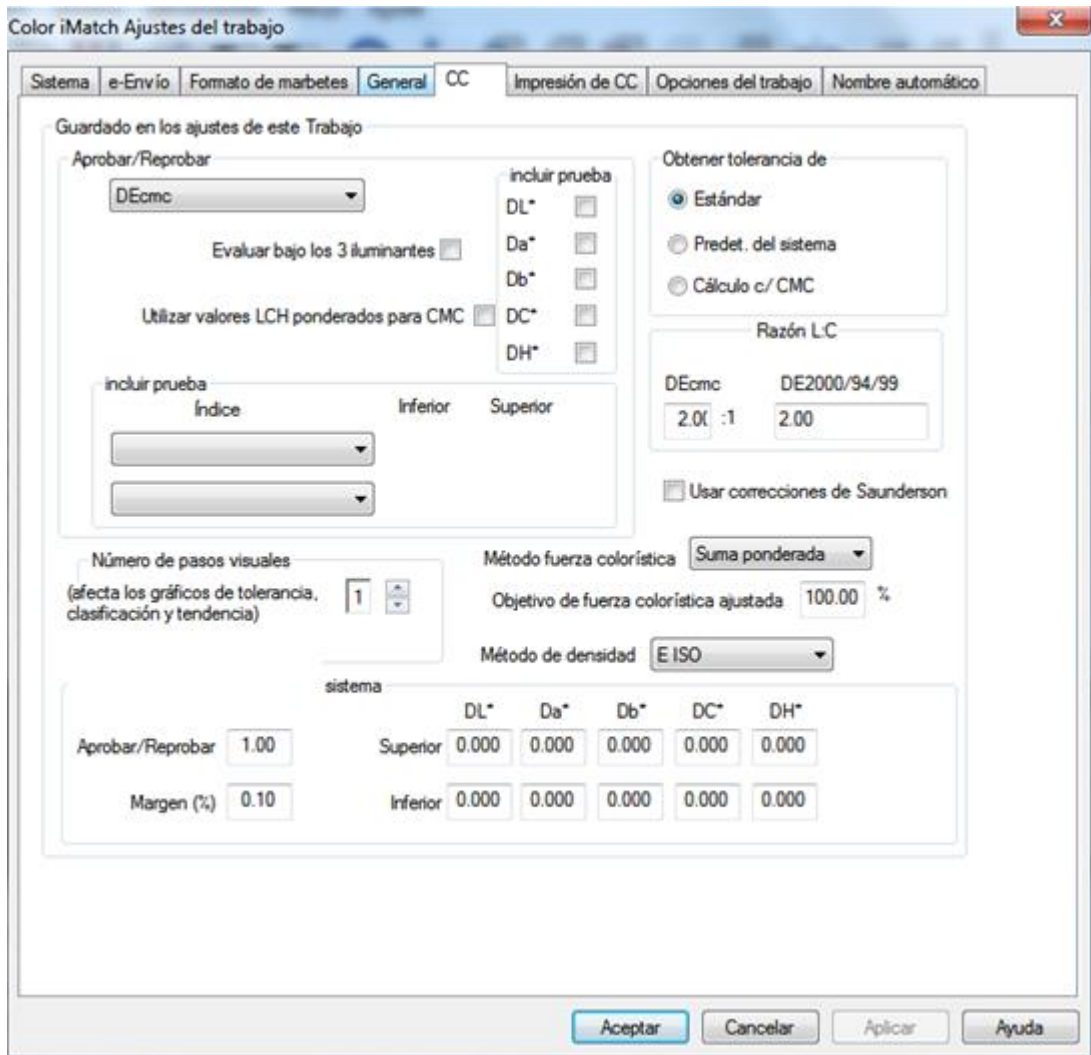 Color iMatch Ajustes del trabajo
Sistema e-Envío Formato de marbetes General CC Impresión de CC Opciones del trabajo Nombre automático
Guardado en los ajustes de este Trabajo
Aprobar/Reprobar
DEcmc
Evaluar bajo los 3 iluminantes
Utilizar valores LCH ponderados para CMC
incluir prueba
DL*
Da*
Db*
DC*
DH*
incluir prueba
Índice Inferior Superior
Obtener tolerancia de
Estándar
Predet. del sistema
Cálculo c/ CMC
Razón L:C
DEcmc DE2000/94/99
2.0( :1 2.00
Usar correcciones de Saunderson
Número de pasos visuales
(afecta los gráficos de tolerancia, 1
clasificación y tendencia)
Método fuerza colorística Suma ponderada
Objetivo de fuerza colorística ajustada 100.00 %
Método de densidad E ISO
sistema
DL* Da* Db* DC* DH*
Aprobar/Reprobar 1.00 Superior 0.000 0.000 0.000 0.000 0.000
Margen (%) 0.10 Inferior 0.000 0.000 0.000 0.000 0.000
Aceptar Cancelar Aplicar Ayuda